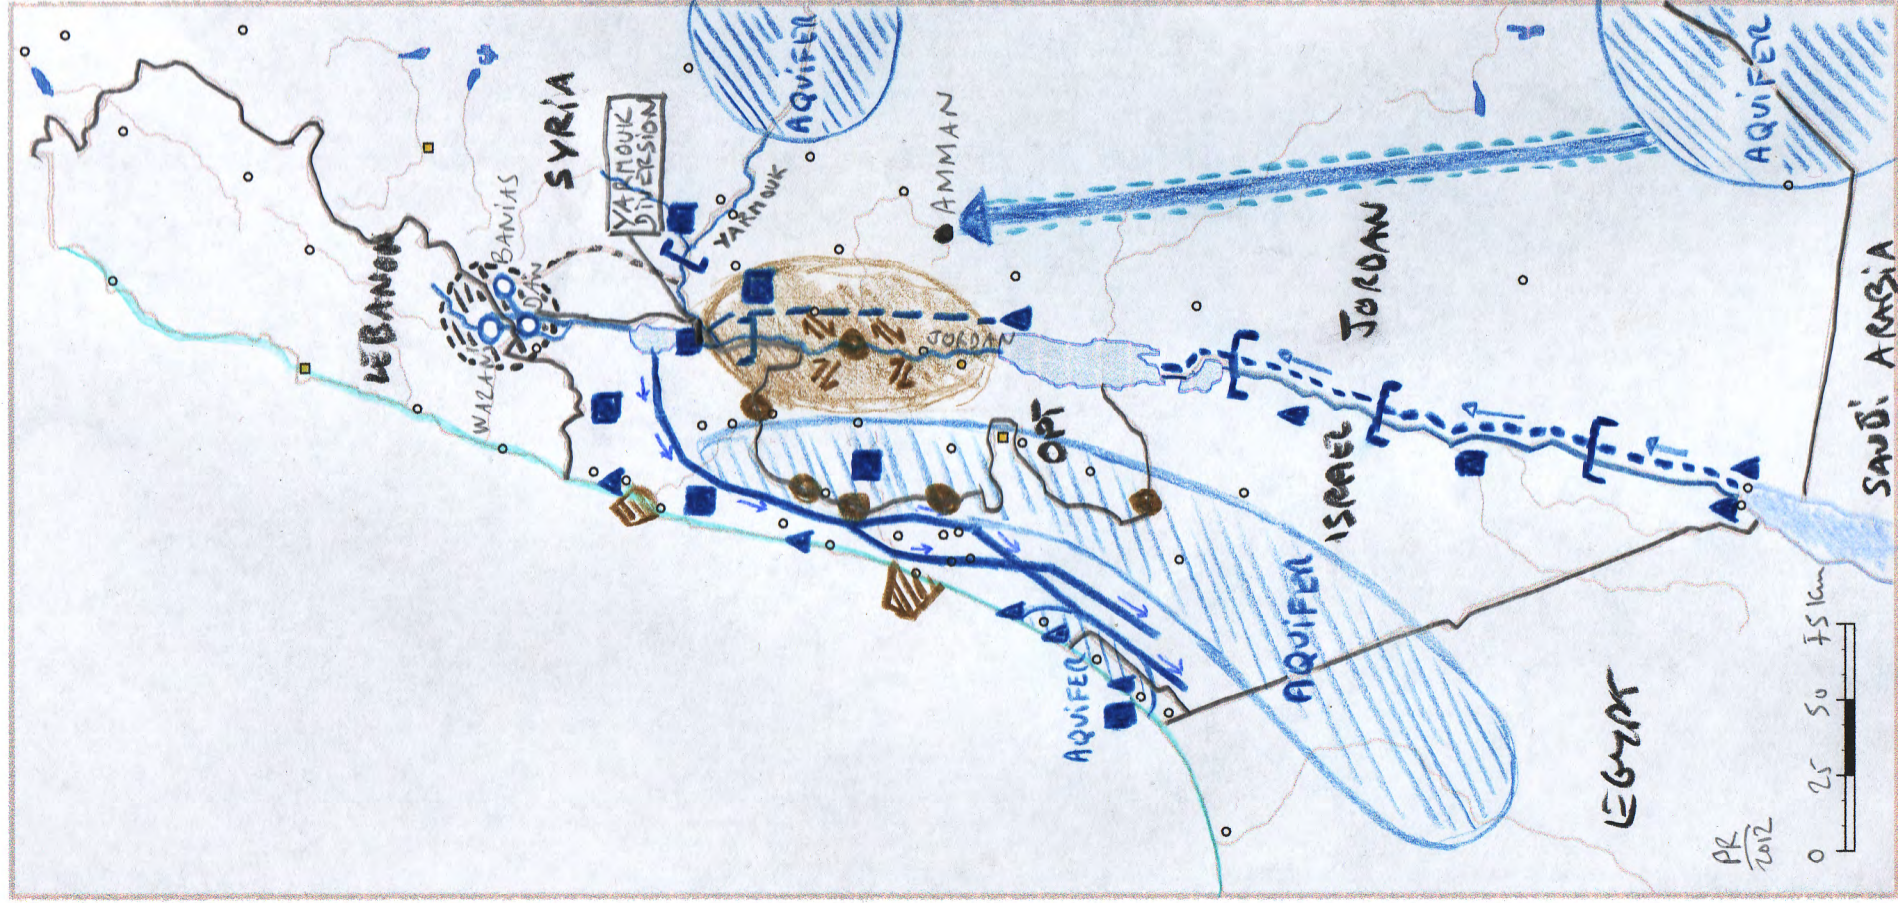 LEBANON
SYRIA
BANIAS
DAN
WAZANI
YARMOUK
DIVERSION
YARMOUK
AQUIFER
AMMAN
JORDAN
OPT
AQUIFER
JORDAN
ISRAEL
AQUIFER
AQUIFER
EGYPT
SAUDI ARABIA
PR
2012
0 25 50 75 Km